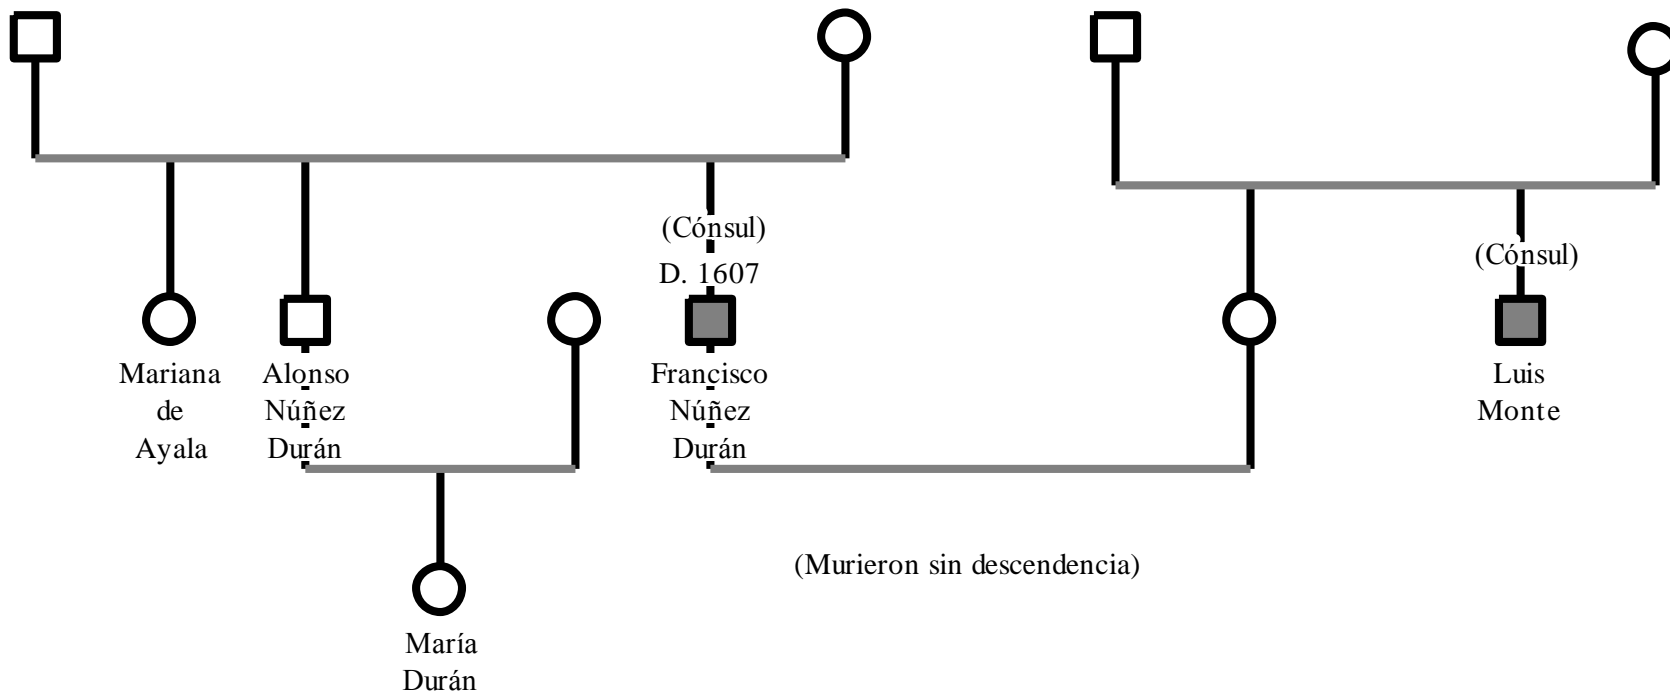 (Cónsul)
D. 1607
(Cónsul)
Mariana
de
Ayala
Alonso
Núñez
Durán
Francisco
Núñez
Durán
Luis
Monte
(Murieron sin descendencia)
María
Durán